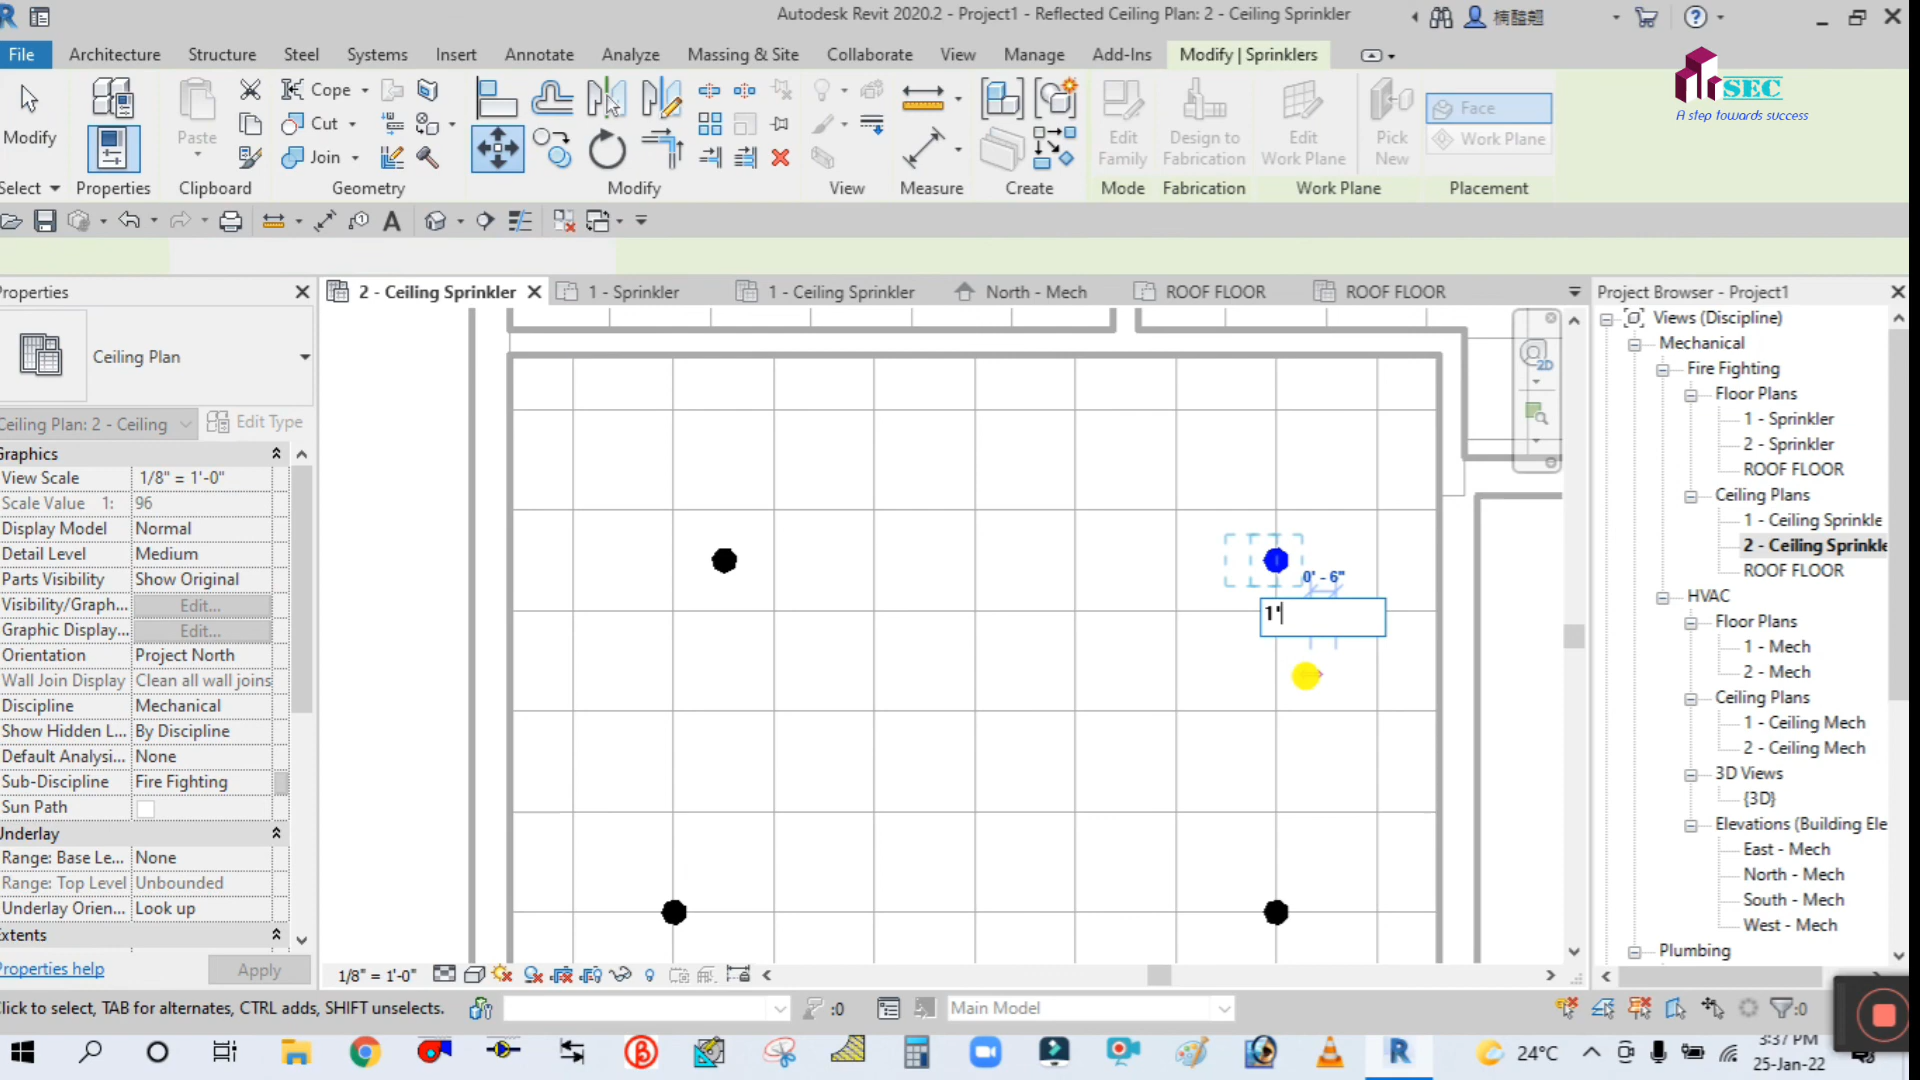 Autodesk Revit 2020.2 - Project1 - Reflected Ceiling Plan: 2 - Ceiling Sprinkler
File Architecture Structure Steel Systems Insert Annotate Analyze Massing & Site Collaborate View Manage Add-Ins Modify | Sprinklers
SEC
A step towards success
Modify
Paste
Cope
Cut
Join
Edit Family
Design to Fabrication
Edit Work Plane
Pick New
Face
Work Plane
Select Properties Clipboard Geometry Modify View Measure Create Mode Fabrication Work Plane Placement
Properties
2 - Ceiling Sprinkler 1 - Sprinkler 1 - Ceiling Sprinkler North - Mech ROOF FLOOR ROOF FLOOR
Project Browser - Project1
Ceiling Plan
Ceiling Plan: 2 - Ceiling Edit Type
Graphics
View Scale 1/8" = 1'-0"
Scale Value 1: 96
Display Model Normal
Detail Level Medium
Parts Visibility Show Original
Visibility/Graph... Edit...
Graphic Display... Edit...
Orientation Project North
Wall Join Display Clean all wall joins
Discipline Mechanical
Show Hidden L... By Discipline
Default Analysi... None
Sub-Discipline Fire Fighting
Sun Path
Underlay
Range: Base Le... None
Range: Top Level Unbounded
Underlay Orien... Look up
Extents
Properties help Apply
2D
0' - 6"
1'
Views (Discipline)
Mechanical
Fire Fighting
Floor Plans
1 - Sprinkler
2 - Sprinkler
ROOF FLOOR
Ceiling Plans
1 - Ceiling Sprinkle
2 - Ceiling Sprinkle
ROOF FLOOR
HVAC
Floor Plans
1 - Mech
2 - Mech
Ceiling Plans
1 - Ceiling Mech
2 - Ceiling Mech
3D Views
{3D}
Elevations (Building Ele
East - Mech
North - Mech
South - Mech
West - Mech
Plumbing
1/8" = 1'-0"
Click to select, TAB for alternates, CTRL adds, SHIFT unselects. :0 Main Model :0
24°C
3:37 PM
25-Jan-22